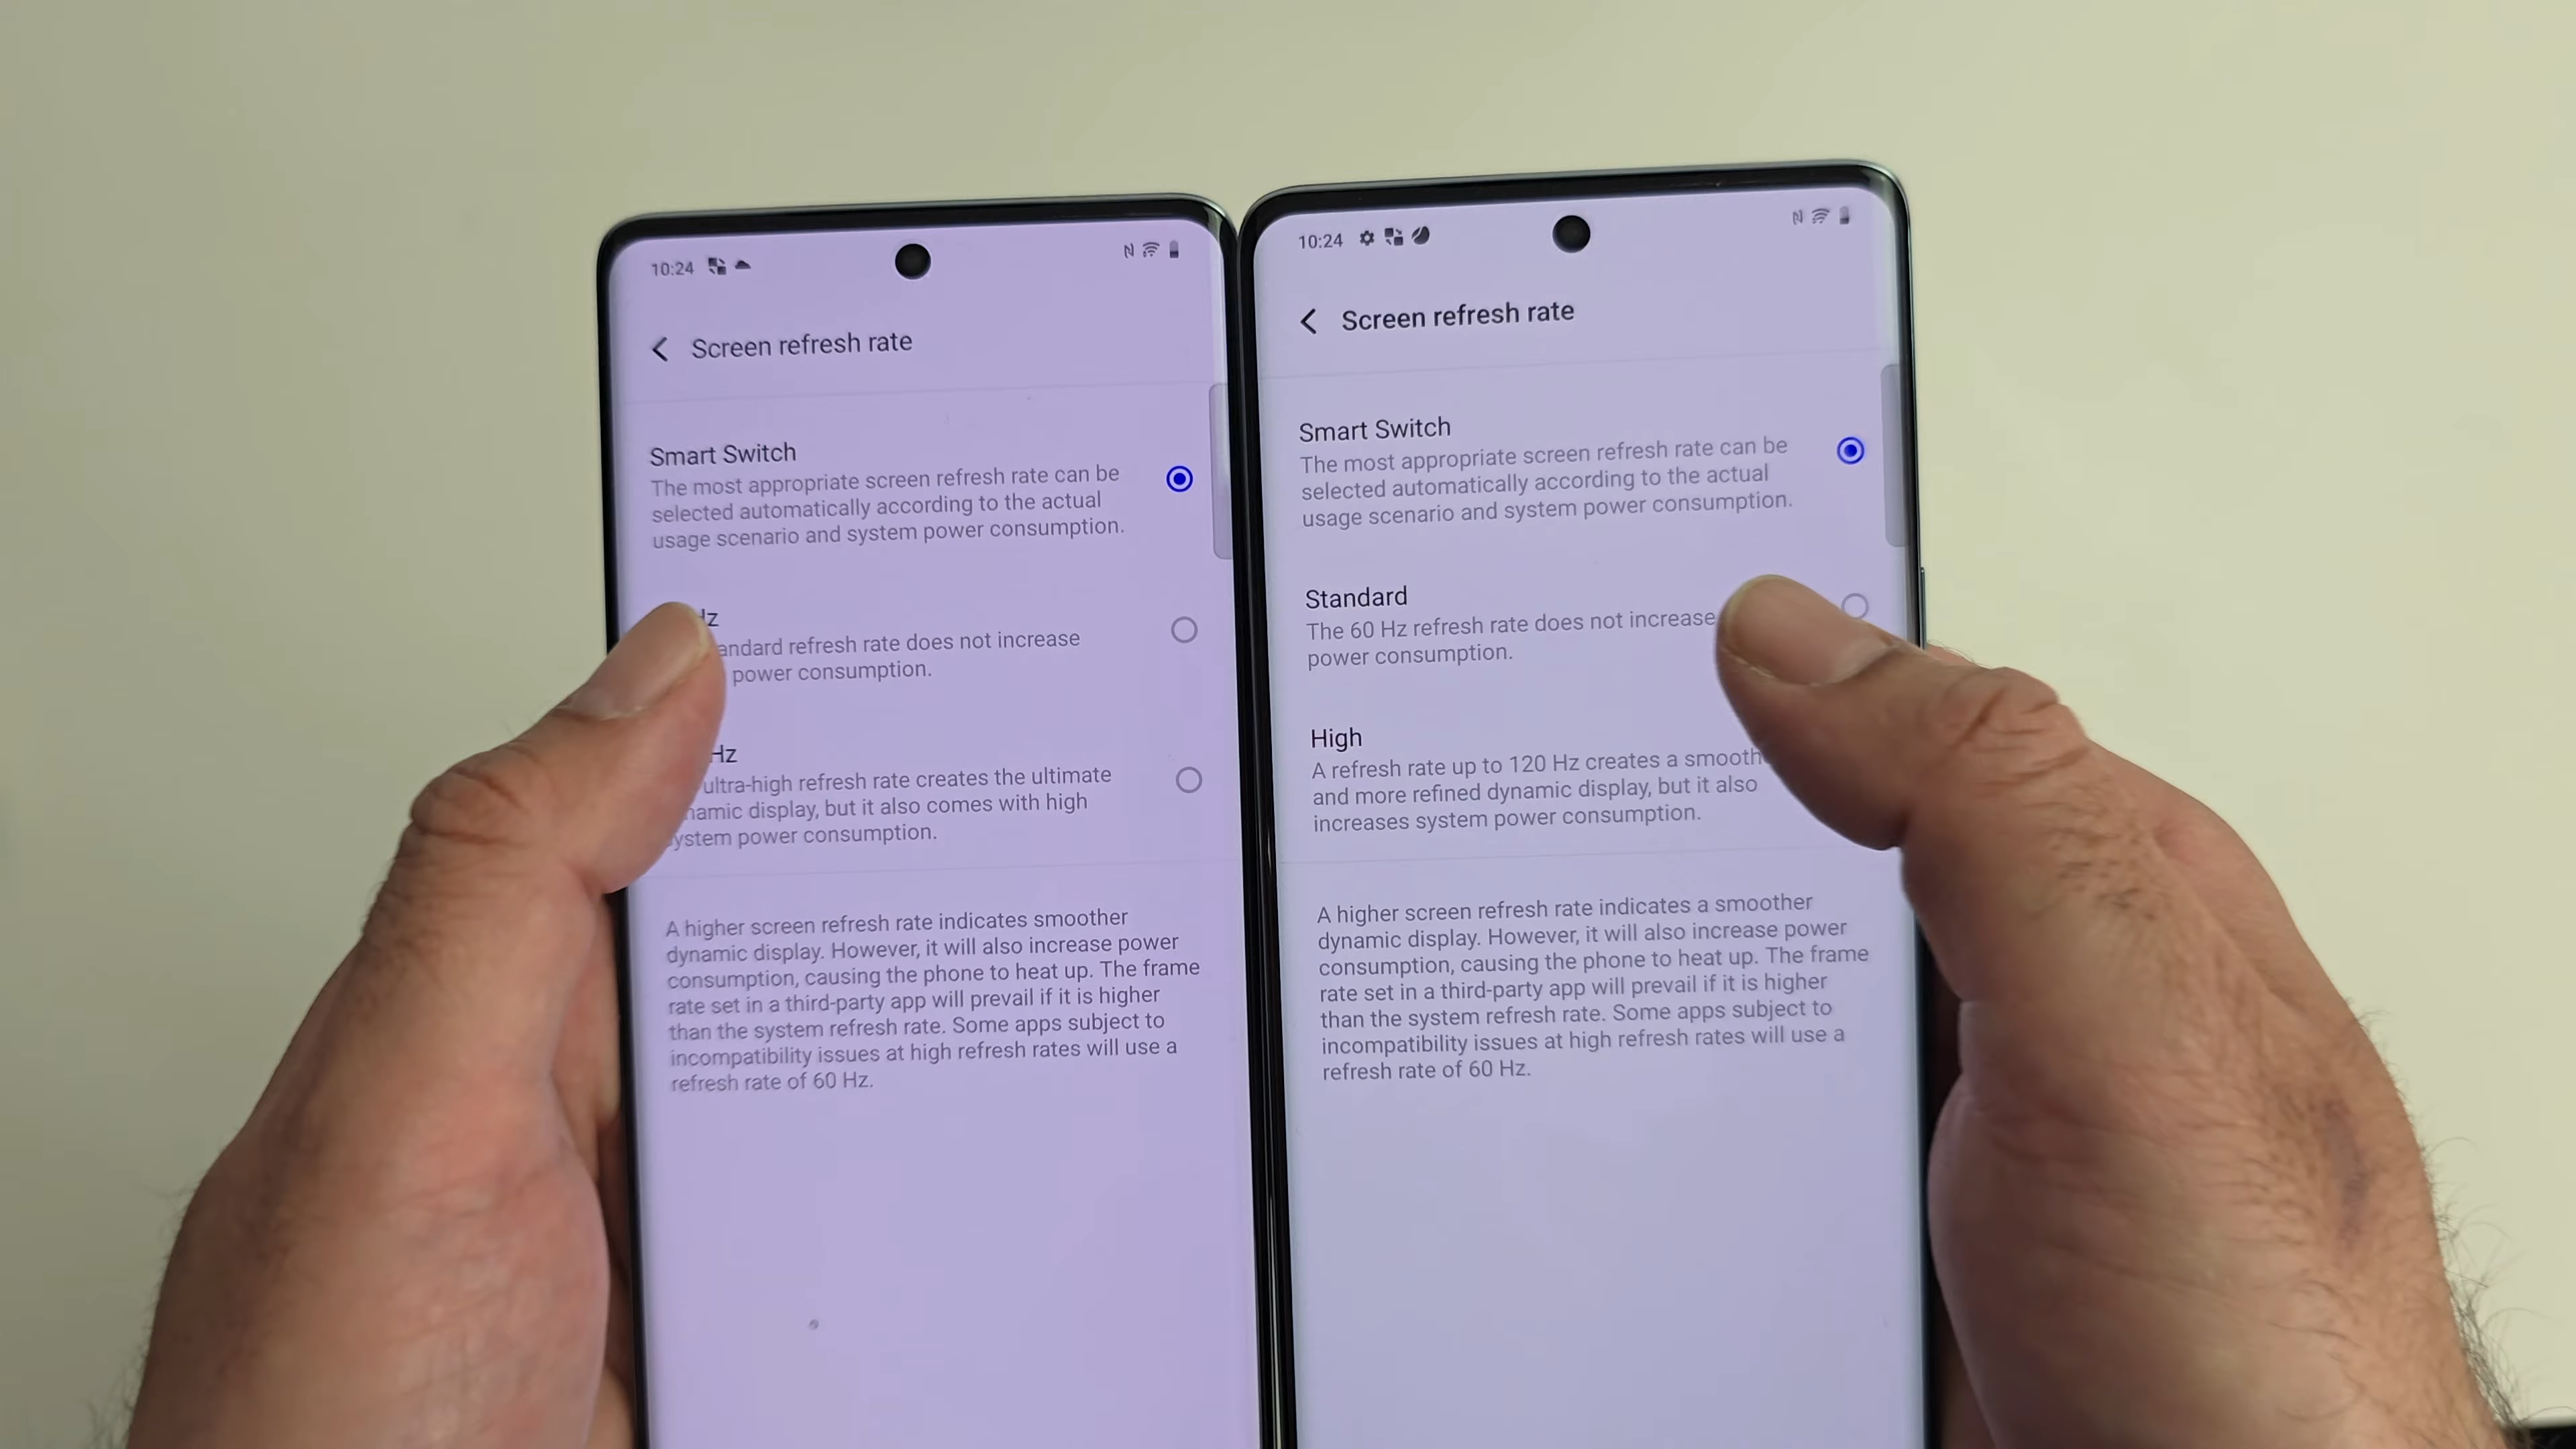 10:24
Screen refresh rate
Smart Switch
The most appropriate screen refresh rate can be
selected automatically according to the actual
usage scenario and system power consumption.
refresh rate does not increase
power consumption.
Hz
ultra-high refresh rate creates the ultimate
display, but it also comes with high
power consumption.
A higher screen refresh rate indicates smoother
dynamic display. However, it will also increase power
consumption, causing the phone to heat up. The frame
rate set in a third-party app will prevail if it is higher
than the system refresh rate. Some apps subject to
incompatibility issues at high refresh rates will use a
refresh rate of 60 Hz.
10:24
Screen refresh rate
Smart Switch
The most appropriate screen refresh rate can be
selected automatically according to the actual
usage scenario and system power consumption.
Standard
The 60 Hz refresh rate does not increase
power consumption.
High
A refresh rate up to 120 Hz creates a
and more refined dynamic display, but it also
increases system power consumption.
A higher screen refresh rate indicates a smoother
dynamic display. However, it will also increase power
consumption, causing the phone to heat up. The frame
rate set in a third-party app will prevail if it is higher
than the system refresh rate. Some apps subject to
incompatibility issues at high refresh rates will use a
refresh rate of 60 Hz.